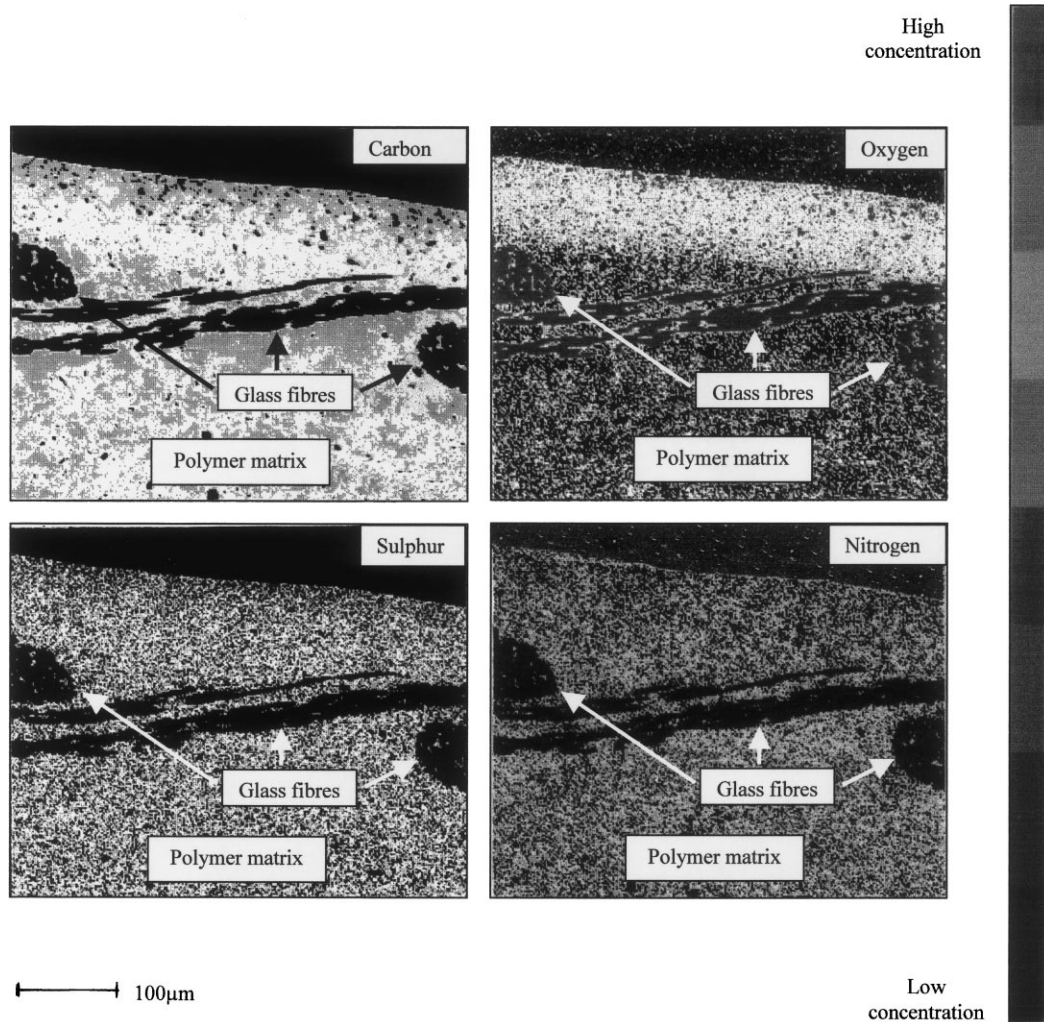 High
concentration
Carbon
Oxygen
Glass fibres
Glass fibres
Polymer matrix
Polymer matrix
Sulphur
Nitrogen
Glass fibres
Glass fibres
Polymer matrix
Polymer matrix
100µm
Low
concentration